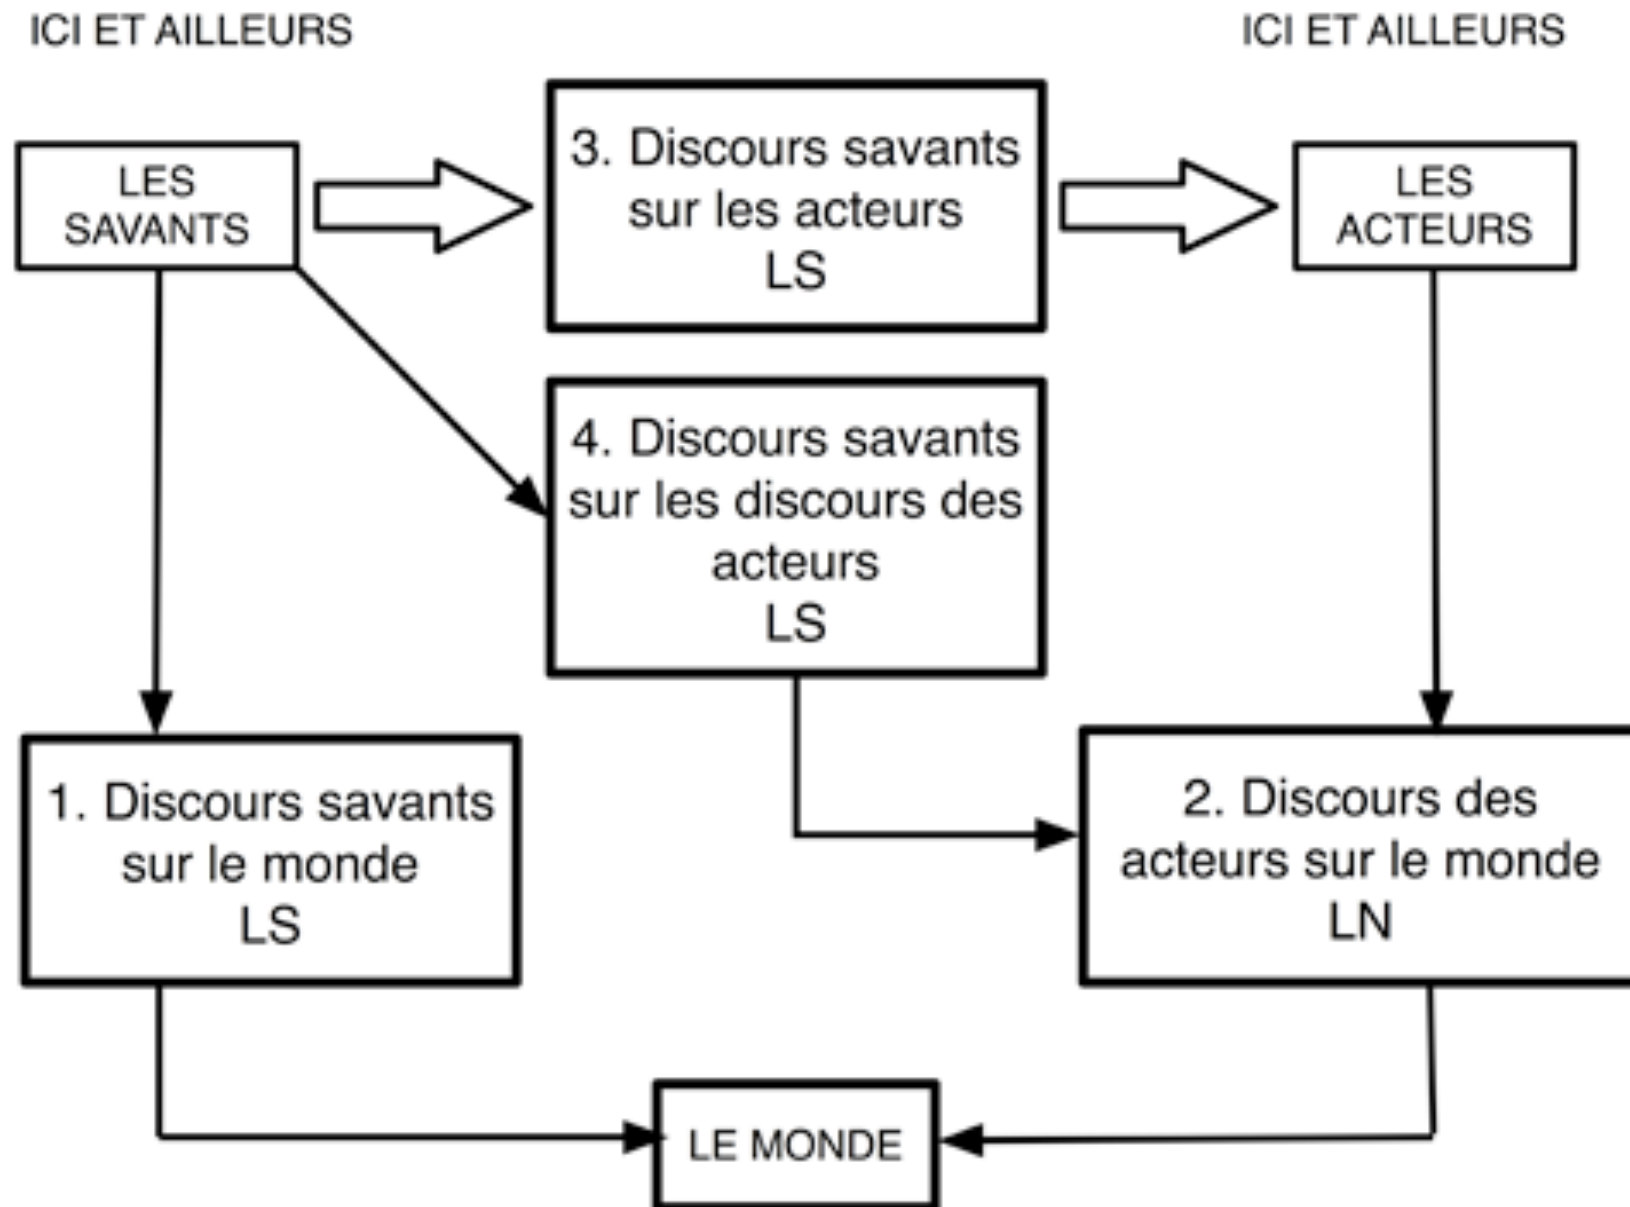 ICI ET AILLEURS
ICI ET AILLEURS
LES
SAVANTS
3. Discours savants
sur les acteurs
LS
LES
ACTEURS
4. Discours savants
sur les discours des
acteurs
LS
1. Discours savants
sur le monde
LS
2. Discours des
acteurs sur le monde
LN
LE MONDE